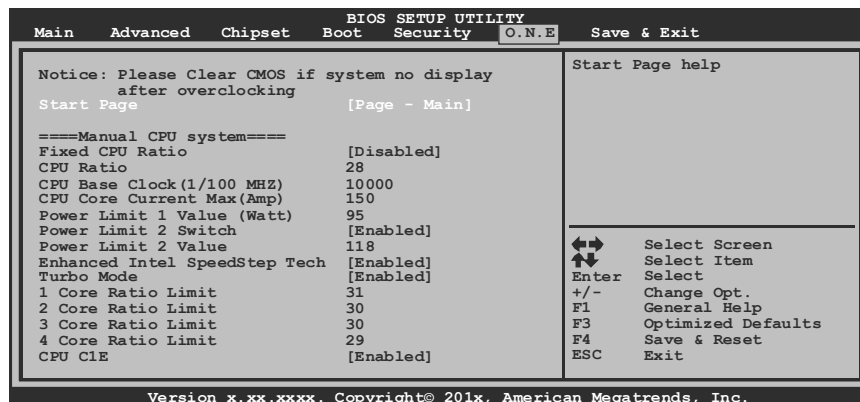 BIOS SETUP UTILITY
Main Advanced Chipset Boot Security O.N.E Save & Exit
Notice: Please Clear CMOS if system no display
after overclocking
Start Page [Page - Main]
====Manual CPU system====
Fixed CPU Ratio [Disabled]
CPU Ratio 28
CPU Base Clock(1/100 MHZ) 10000
CPU Core Current Max(Amp) 150
Power Limit 1 Value (Watt) 95
Power Limit 2 Switch [Enabled]
Power Limit 2 Value 118
Enhanced Intel SpeedStep Tech [Enabled]
Turbo Mode [Enabled]
1 Core Ratio Limit 31
2 Core Ratio Limit 30
3 Core Ratio Limit 30
4 Core Ratio Limit 29
CPU C1E [Enabled]
Start Page help
Select Screen
Select Item
Enter Select
+/- Change Opt.
F1 General Help
F3 Optimized Defaults
F4 Save & Reset
ESC Exit
Version x.xx.xxxx. Copyright© 201x, American Megatrends, Inc.